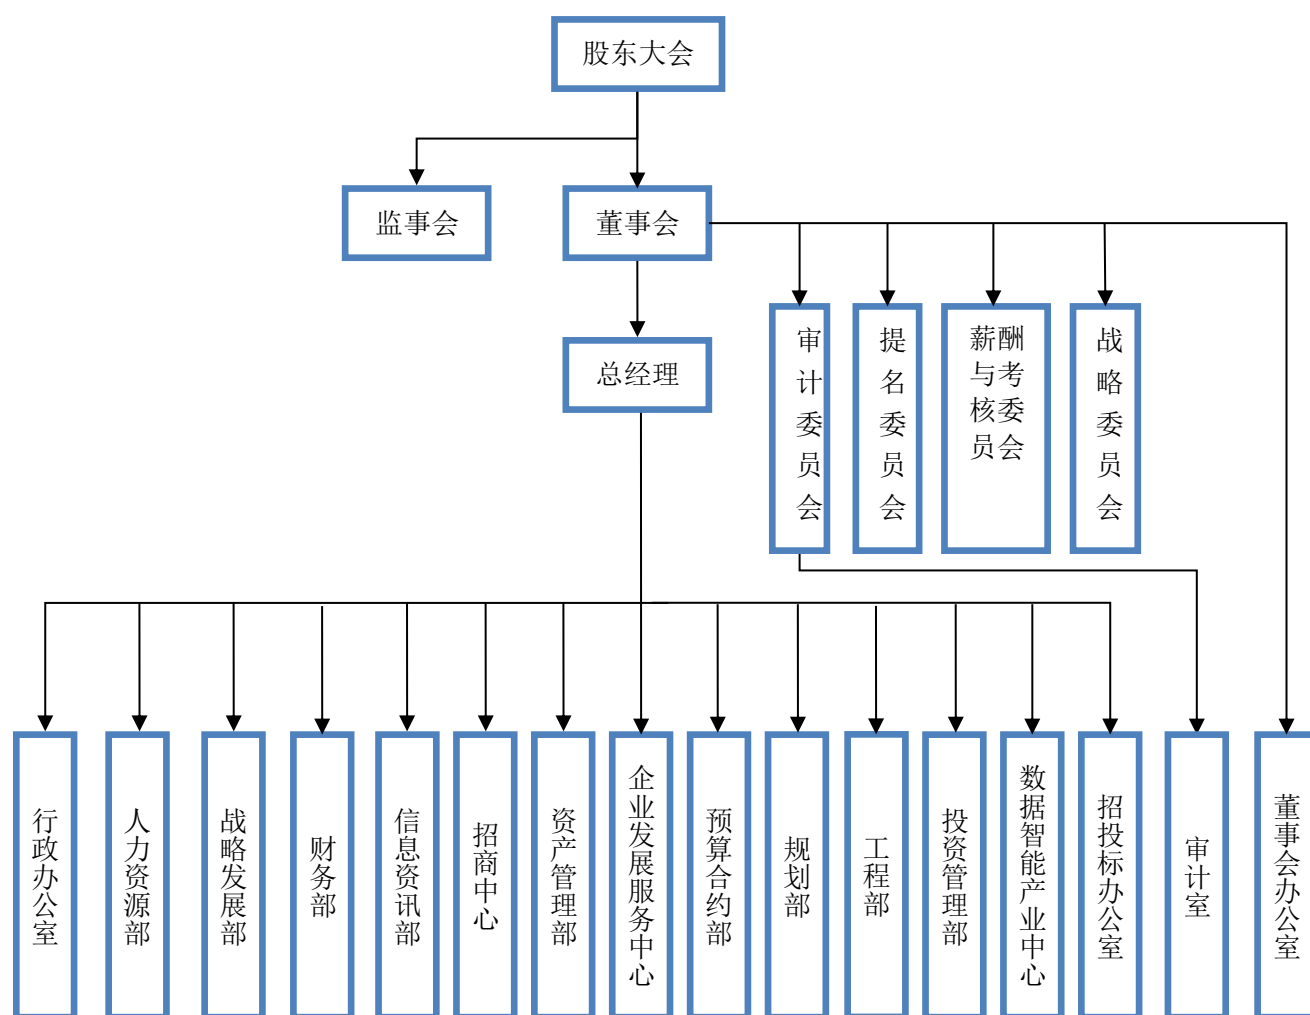 股东大会
监事会
董事会
总经理
审计委员会
提名委员会
薪酬
与考
核委
员会
战略委员会
行政办公室
人力资源部
战略发展部
财务部
信息资讯部
招商中心
资产管理部
企业发展服务中心
预算合约部
规划部
工程部
投资管理部
数据智能产业中心
招投标办公室
审计室
董事会办公室